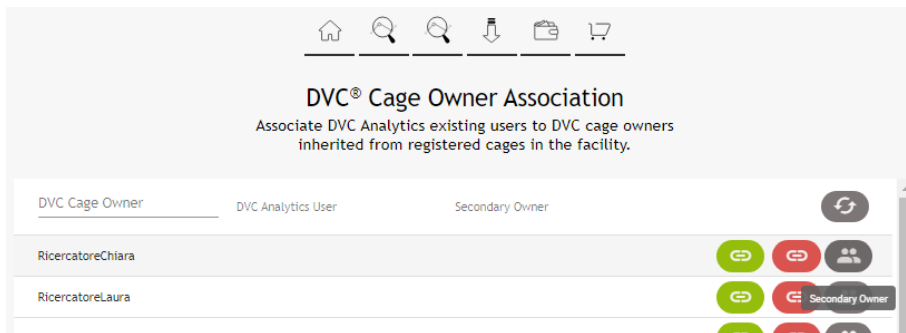 DVC® Cage Owner Association
Associate DVC Analytics existing users to DVC cage owners
inherited from registered cages in the facility.
DVC Cage Owner DVC Analytics User Secondary Owner
RicercatoreChiara
RicercatoreLaura
Secondary Owner